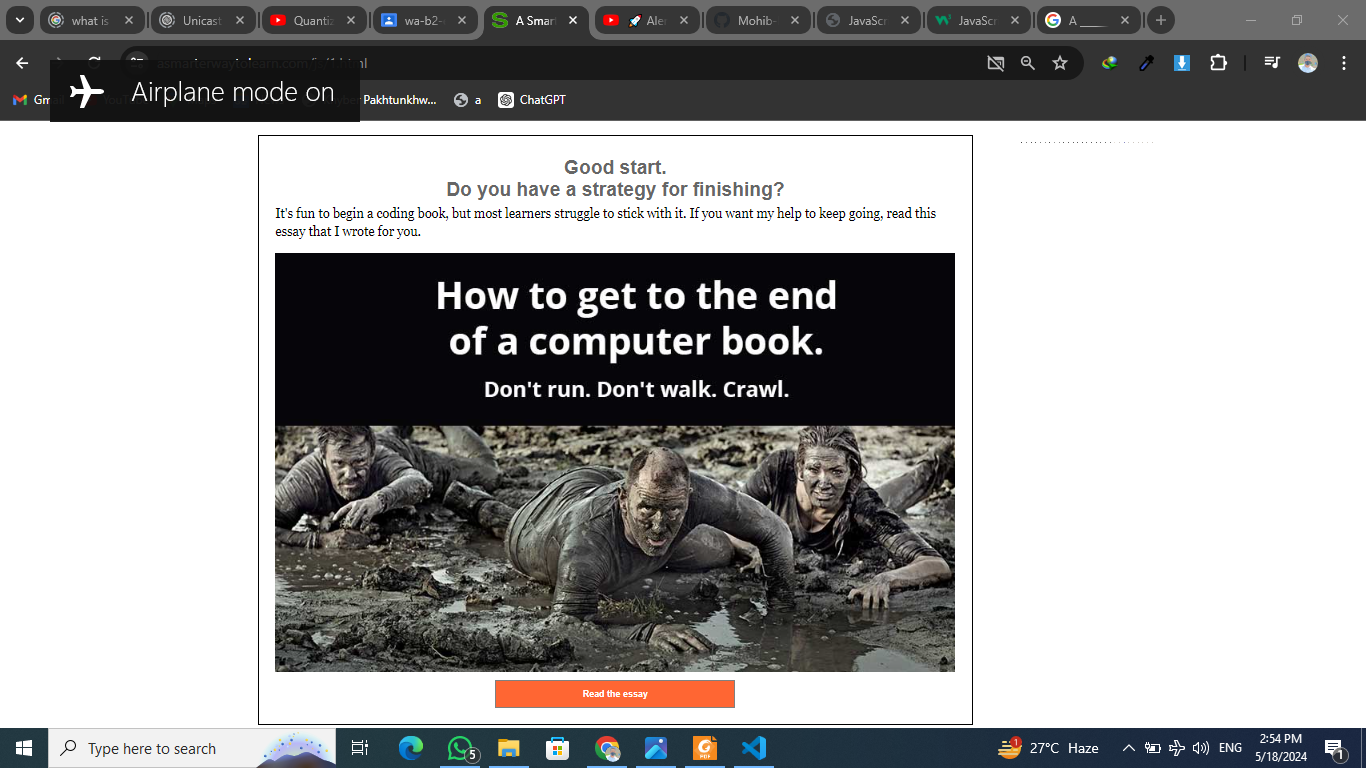 what is
Unicast
Quantiz
wa-b2-
A Smar
Aler
Mohib-
JavaScr
JavaScr
A ____
asmarterwaytolearn.com/js/1.html
Airplane mode on
Gmail
Pakhtunkhw...
a
ChatGPT
Good start.
Do you have a strategy for finishing?
It's fun to begin a coding book, but most learners struggle to stick with it. If you want my help to keep going, read this
essay that I wrote for you.
How to get to the end
of a computer book.
Don't run. Don't walk. Crawl.
Read the essay
Type here to search
5
PDF
1
27°C Haze
ENG
2:54 PM
5/18/2024
1